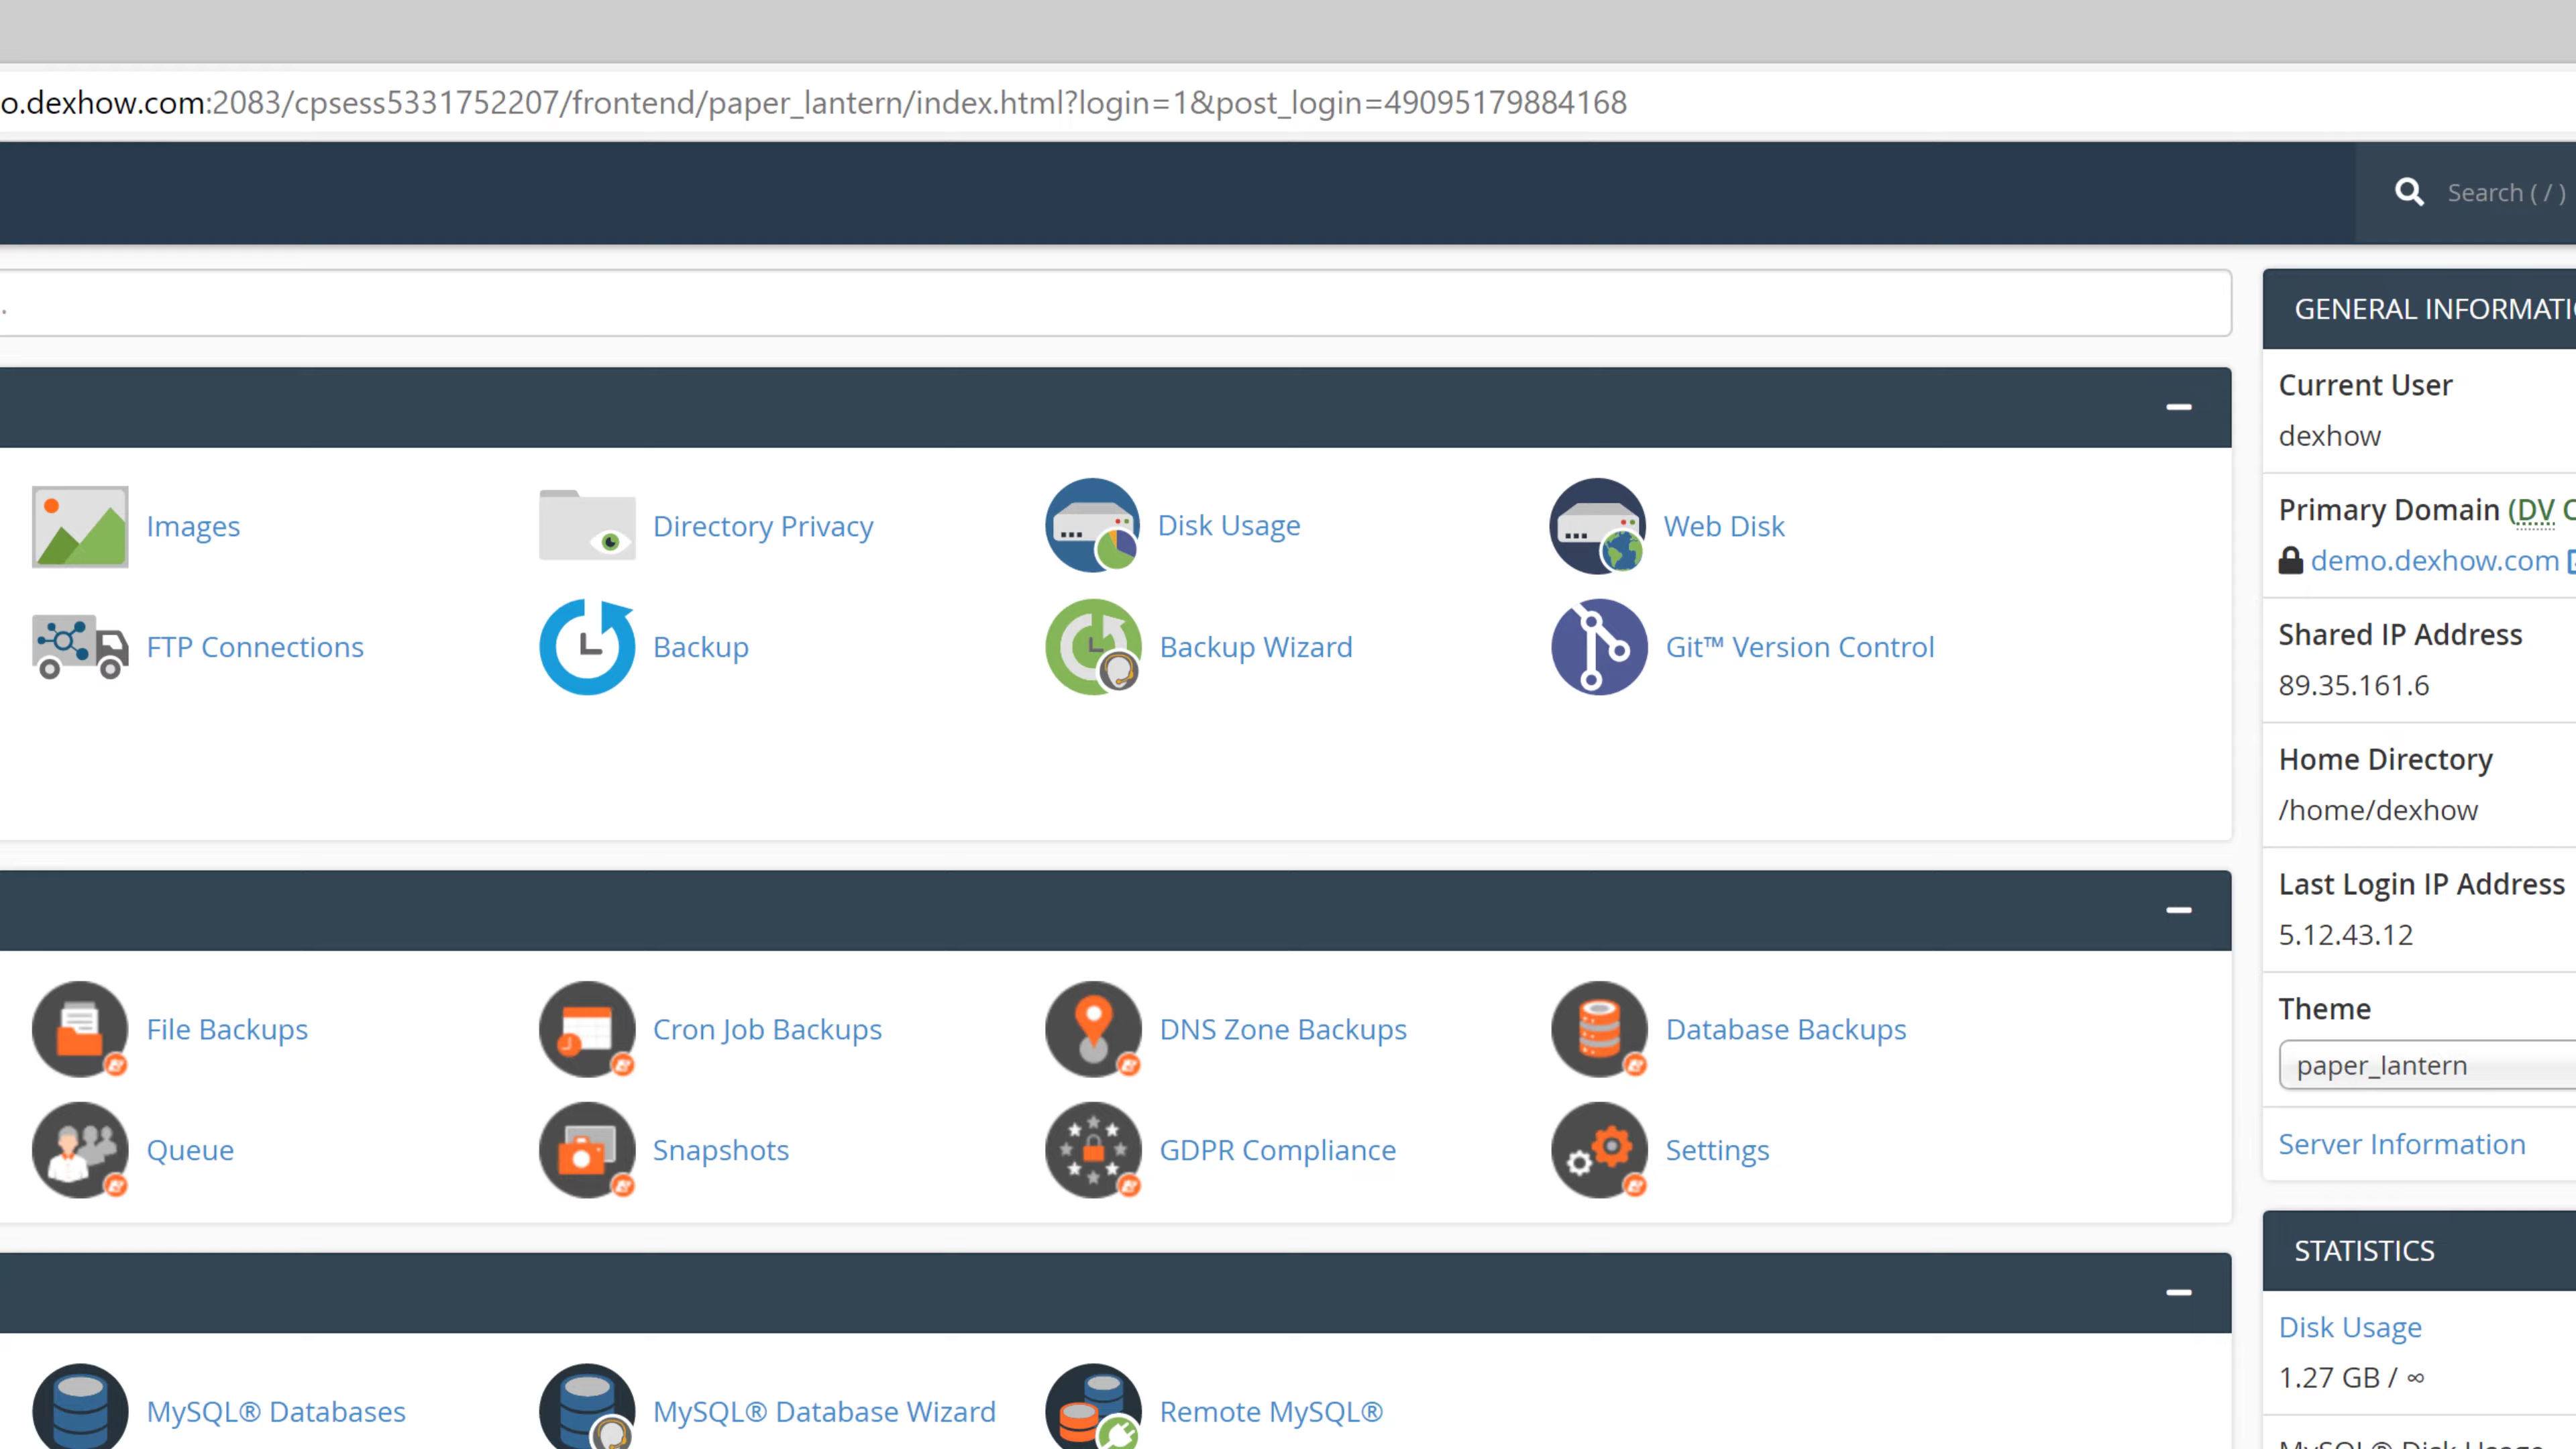 o.dexhow.com:2083/cpsess5331752207/frontend/paper_lantern/index.html?login=1&post_login=49095179884168
Search ( / )
.
Images
Directory Privacy
Disk Usage
Web Disk
FTP Connections
Backup
Backup Wizard
Git™ Version Control
File Backups
Cron Job Backups
DNS Zone Backups
Database Backups
Queue
Snapshots
GDPR Compliance
Settings
MySQL® Databases
MySQL® Database Wizard
Remote MySQL®
GENERAL INFORMATI
Current User
dexhow
Primary Domain (DV
demo.dexhow.com
Shared IP Address
89.35.161.6
Home Directory
/home/dexhow
Last Login IP Address
5.12.43.12
Theme
paper_lantern
Server Information
STATISTICS
Disk Usage
1.27 GB / ∞
MySQL® Disk Usage